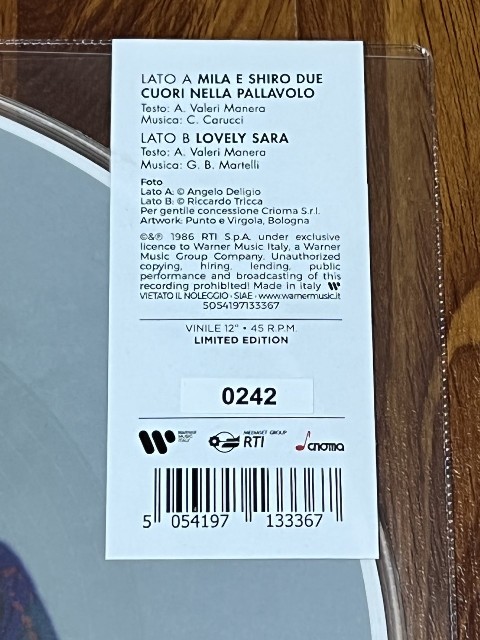 LATO A MILA E SHIRO DUE
CUORI NELLA PALLAVOLO
Testo: A. Valeri Manera
Musica: C. Carucci
LATO B LOVELY SARA
Testo: A. Valeri Manera
Musica: G. B. Martelli
Foto
Lato A: © Angelo Deligio
Lato B: © Riccardo Tricca
Per gentile concessione Crioma S.r.l.
Artwork: Punto e Virgola, Bologna
©&℗ 1986 RTI S.p.A. under exclusive
licence to Warner Music Italy, a Warner
Music Group Company. Unauthorized
copying, hiring, lending, public
performance and broadcasting of this
recording prohibited! Made in Italy
VIETATO IL NOLEGGIO - SIAE - www.warnermusic.it
5054197133367
VINILE 12" • 45 R.P.M.
LIMITED EDITION
0242
WARNER MUSIC ITALY
MEDIASET GROUP
RTI
crioma
5 054197 133367